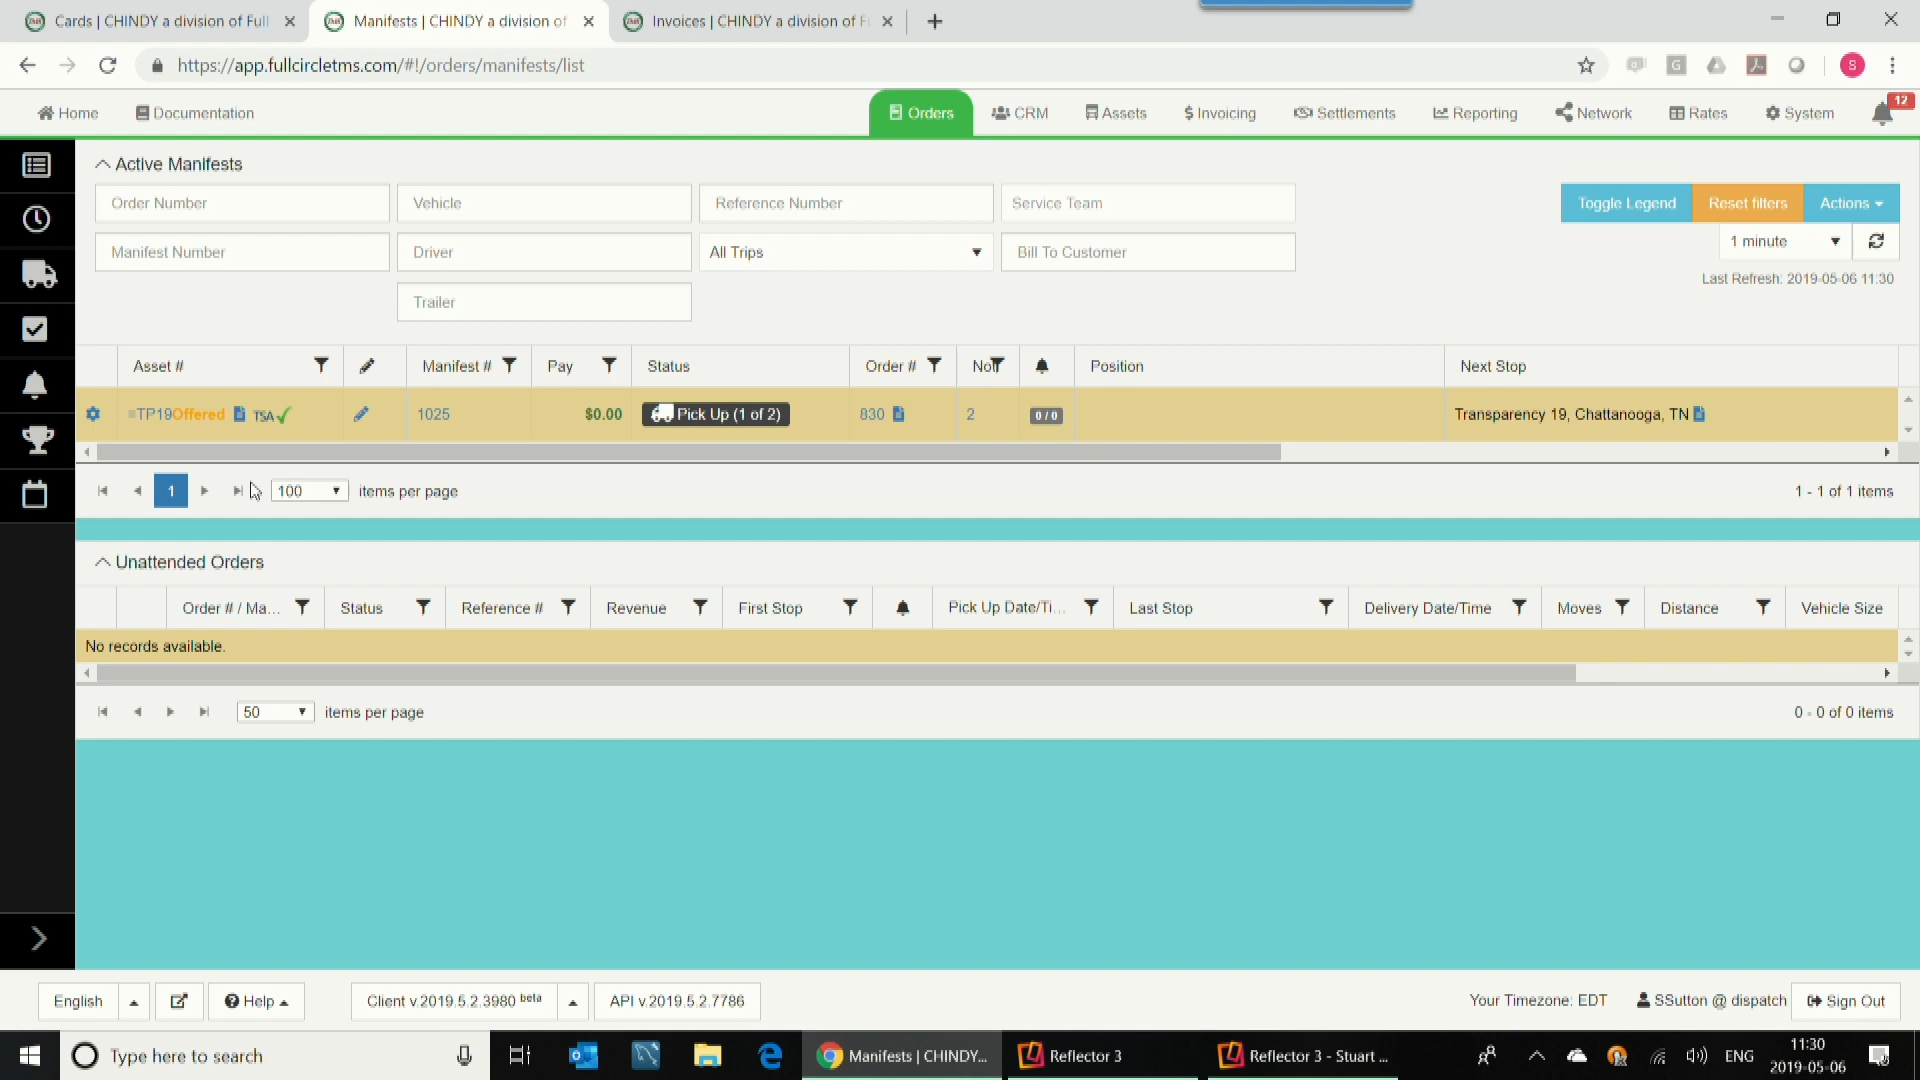 Cards | CHINDY a division of Full
Manifests | CHINDY a division of
Invoices | CHINDY a division of Fu
https://app.fullcircletms.com/#!/orders/manifests/list
S
Home
Documentation
Orders
CRM
Assets
$ Invoicing
Settlements
Reporting
Network
Rates
System
12
Active Manifests
Order Number
Vehicle
Reference Number
Service Team
Toggle Legend
Reset filters
Actions
Manifest Number
Driver
All Trips
Bill To Customer
1 minute
Last Refresh: 2019-05-06 11:30
Trailer
Asset #
Manifest #
Pay
Status
Order #
Not
Position
Next Stop
TP19Offered
TSA
1025
$0.00
Pick Up (1 of 2)
830
2
0 / 0
Transparency 19, Chattanooga, TN
1
100
items per page
1 - 1 of 1 items
Unattended Orders
Order # / Ma...
Status
Reference #
Revenue
First Stop
Pick Up Date/Ti...
Last Stop
Delivery Date/Time
Moves
Distance
Vehicle Size
No records available.
50
items per page
0 - 0 of 0 items
English
Help
Client v.2019.5.2.3980 beta
API v.2019.5.2.7786
Your Timezone: EDT
SSutton @ dispatch
Sign Out
Type here to search
Manifests | CHINDY...
Reflector 3
Reflector 3 - Stuart ...
ENG
11:30
2019-05-06